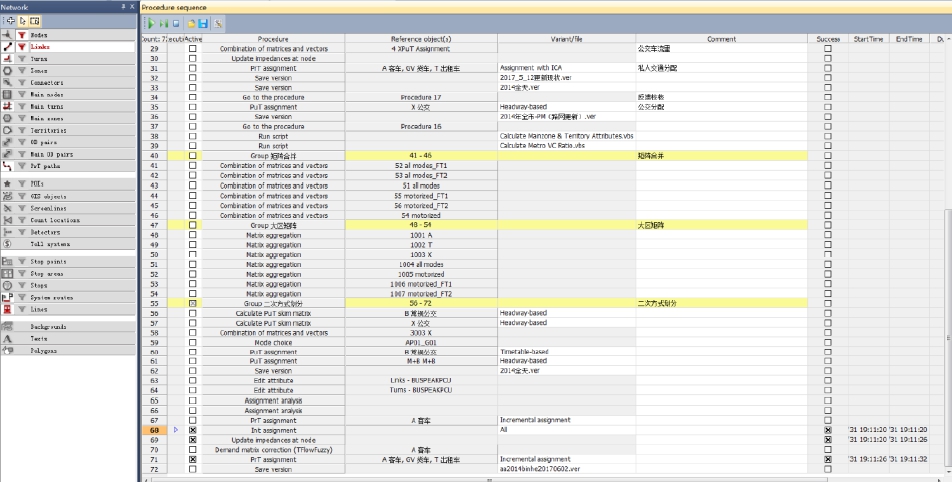 Network
Procedure sequence
Nodes
Links
Turns
Zones
Connectors
Main nodes
Main turns
Main zones
Territories
OD pairs
Main OD pairs
PuT paths
POIs
GIS objects
Screenlines
Count locations
Detectors
Toll systems
Stop points
Stop areas
Stops
System routes
Lines
Backgrounds
Texts
Polygons
Active Procedure Reference object(s) Variant/file Comment Success Start Time End Time
29 Combination of matrices and vectors 4 XPuT Assignment 公交车流量
30 Update impedances at node
31 PrT assignment A 客车, GV 货车, T 出租车 Assignment with ICA 私人交通分配
32 Save version 2017_5_12更新现状.ver
33 Save version 2014全天.ver
34 Go to the procedure Procedure 17 反馈校核
35 PuT assignment X 公交 Headway-based 公交分配
36 Save version 2014年全市-PM (路网更新) .ver
37 Go to the procedure Procedure 16
38 Run script Calculate Mainzone & Territory Attributes.vbs
39 Run script Calculate Metro VC Ratio.vbs
40 Group 矩阵合并 41 - 46 矩阵合并
41 Combination of matrices and vectors 52 all modes_FT1
42 Combination of matrices and vectors 53 all modes_FT2
43 Combination of matrices and vectors 51 all modes
44 Combination of matrices and vectors 55 motorized_FT1
45 Combination of matrices and vectors 56 motorized_FT2
46 Combination of matrices and vectors 54 motorized
47 Group 大区矩阵 48 - 54 大区矩阵
48 Matrix aggregation 1001 A
49 Matrix aggregation 1002 T
50 Matrix aggregation 1003 X
51 Matrix aggregation 1004 all modes
52 Matrix aggregation 1005 motorized
53 Matrix aggregation 1006 motorized_FT1
54 Matrix aggregation 1007 motorized_FT2
55 Group 二次方式划分 56 - 72 二次方式划分
56 Calculate PuT skim matrix B 常规公交 Headway-based
57 Calculate PuT skim matrix X 公交 Headway-based
58 Combination of matrices and vectors 3003 X
59 Mode choice AP01_G01
60 PuT assignment B 常规公交 Timetable-based
61 PuT assignment M+B M+B Headway-based
62 Save version 2014全天.ver
63 Edit attribute Links - BUSPEAKPCU
64 Edit attribute Turns - BUSPEAKPCU
65 Assignment analysis
66 Assignment analysis
67 PrT assignment A 客车 Incremental assignment
68 Init assignment All '31 19:11:20 '31 19:11:20
69 Update impedances at node '31 19:11:20 '31 19:11:26
70 Demand matrix correction (TFlowFuzzy) A 客车
71 PrT assignment A 客车, GV 货车, T 出租车 Incremental assignment '31 19:11:26 '31 19:11:32
72 Save version aa2014binhe20170602.ver